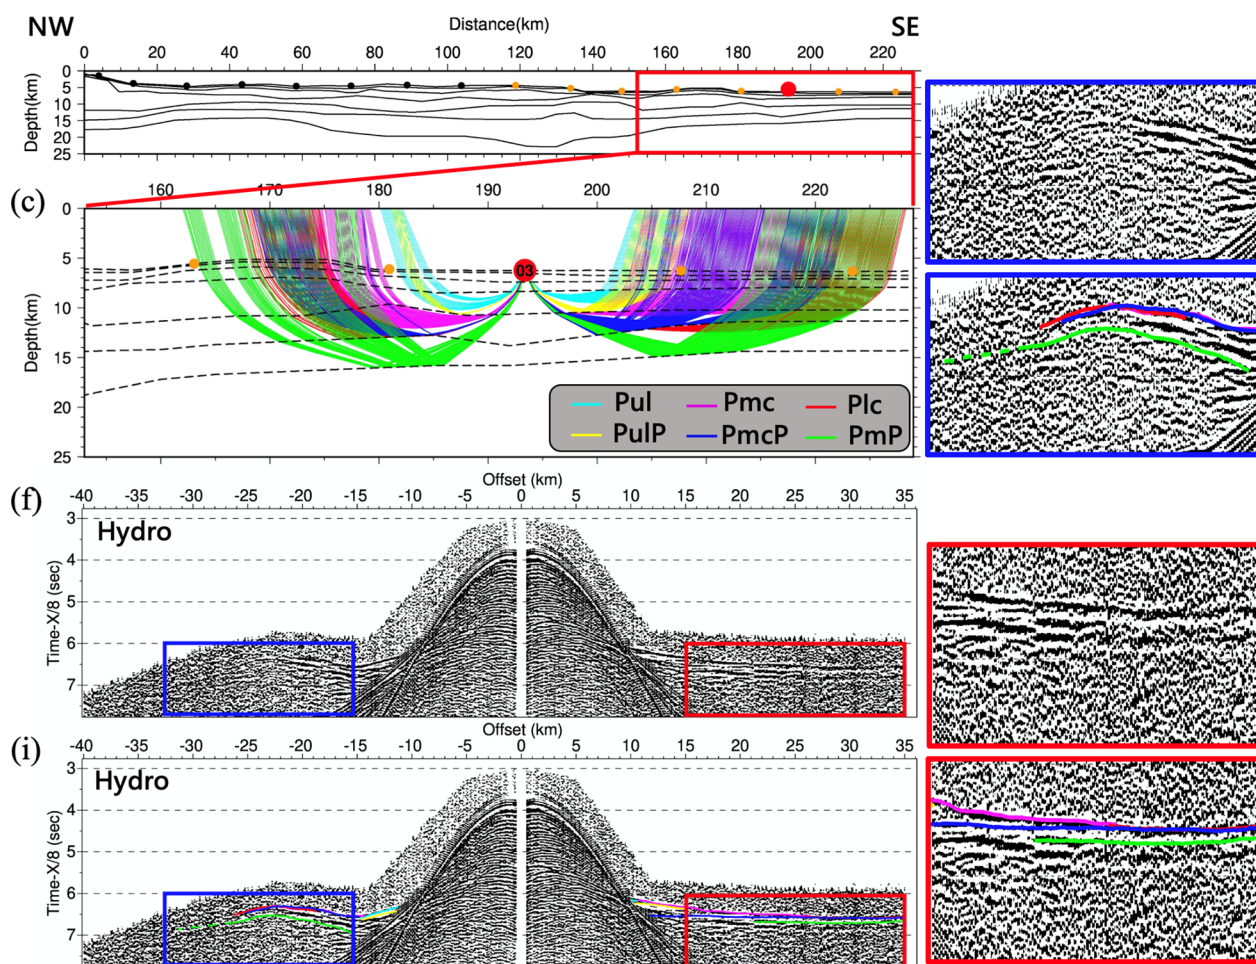 NW
Distance(km)
SE
0 20 40 60 80 100 120 140 160 180 200 220
Depth(km)
0
5
10
15
20
25
(c)
160 170 180 190 200 210 220
Depth(km)
0
5
10
15
20
25
03
Pul Pmc Plc
PulP PmcP PmP
Offset (km)
(f)
-40 -35 -30 -25 -20 -15 -10 -5 0 5 10 15 20 25 30 35
Hydro
Time-X/8 (sec)
3
4
5
6
7
Offset (km)
(i)
-40 -35 -30 -25 -20 -15 -10 -5 0 5 10 15 20 25 30 35
Hydro
Time-X/8 (sec)
3
4
5
6
7